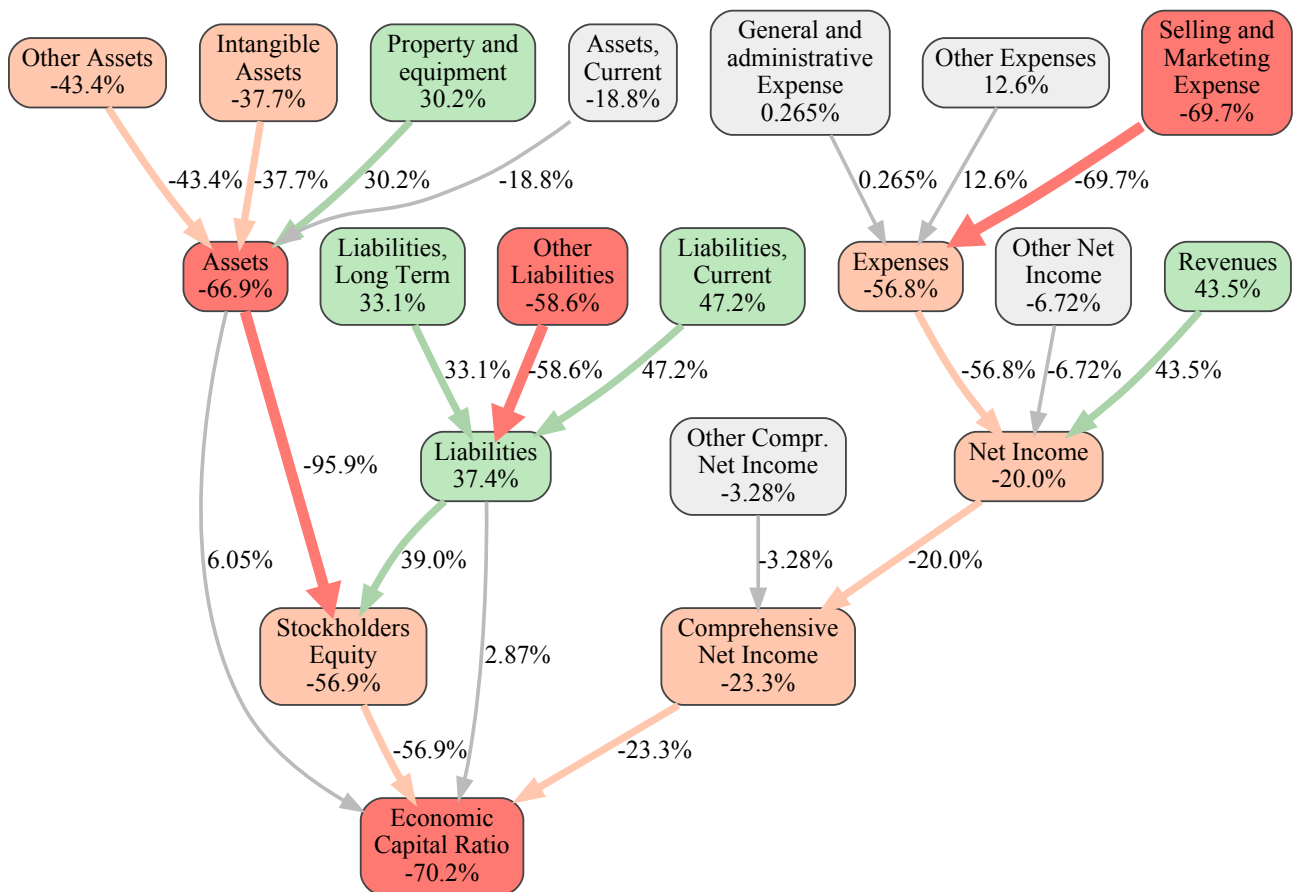 Other Assets
-43.4%
Intangible
Assets
-37.7%
Property and
equipment
30.2%
Assets,
Current
-18.8%
General and
administrative
Expense
0.265%
Other Expenses
12.6%
Selling and
Marketing
Expense
-69.7%
-43.4%
-37.7%
30.2%
-18.8%
0.265%
12.6%
-69.7%
Assets
-66.9%
Liabilities,
Long Term
33.1%
Other
Liabilities
-58.6%
Liabilities,
Current
47.2%
Expenses
-56.8%
Other Net
Income
-6.72%
Revenues
43.5%
33.1%
-58.6%
47.2%
-56.8%
-6.72%
43.5%
-95.9%
Liabilities
37.4%
Other Compr.
Net Income
-3.28%
Net Income
-20.0%
6.05%
39.0%
-3.28%
-20.0%
Stockholders
Equity
-56.9%
2.87%
Comprehensive
Net Income
-23.3%
-56.9%
-23.3%
Economic
Capital Ratio
-70.2%